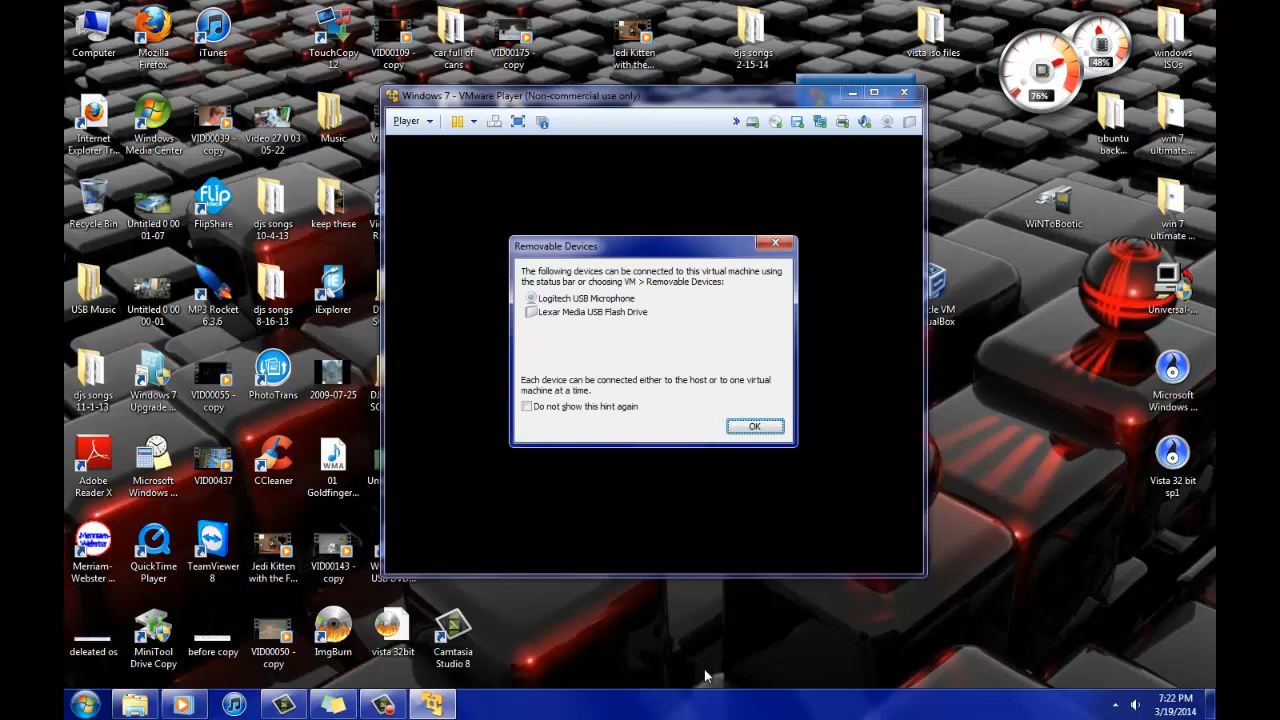 Computer
Mozilla
Firefox
iTunes
TouchCopy
12
VID00109 -
copy
car full of
cans
VID00175 -
copy
Jedi Kitten
with the...
djs songs
2-15-14
vista iso files
windows
ISOs
76%
48%
Windows 7 - VMware Player (Non-commercial use only)
Player
Internet
Explorer Tr...
Windows
Media Center
VID00039 -
copy
Video 27 0 03
05-22
Music
ubuntu
back...
win 7
ultimate ...
Recycle Bin
Untitled 0 00
01-07
Flip
FlipShare
djs songs
10-4-13
keep these
WiNToBootic
win 7
ultimate ...
Removable Devices
The following devices can be connected to this virtual machine using
the status bar or choosing VM > Removable Devices:
Logitech USB Microphone
Lexar Media USB Flash Drive
Each device can be connected either to the host or to one virtual
machine at a time.
Do not show this hint again
OK
USB Music
Untitled 0 00
00-01
MP3 Rocket
6.3.6
djs songs
8-16-13
iExplorer
Universal-...
djs songs
11-1-13
Windows 7
Upgrade ...
VID00055 -
copy
PhotoTrans
2009-07-25
Microsoft
Windows ...
Adobe
Reader X
Microsoft
Windows ...
VID00437
CCleaner
WMA
01
Goldfinger...
Vista 32 bit
sp1
Merriam-
Webster ...
QuickTime
Player
TeamViewer
8
Jedi Kitten
with the F...
VID00143 -
copy
deleated os
MiniTool
Drive Copy
before copy
VID00050 -
copy
ImgBurn
vista 32bit
Camtasia
Studio 8
7:22 PM
3/19/2014